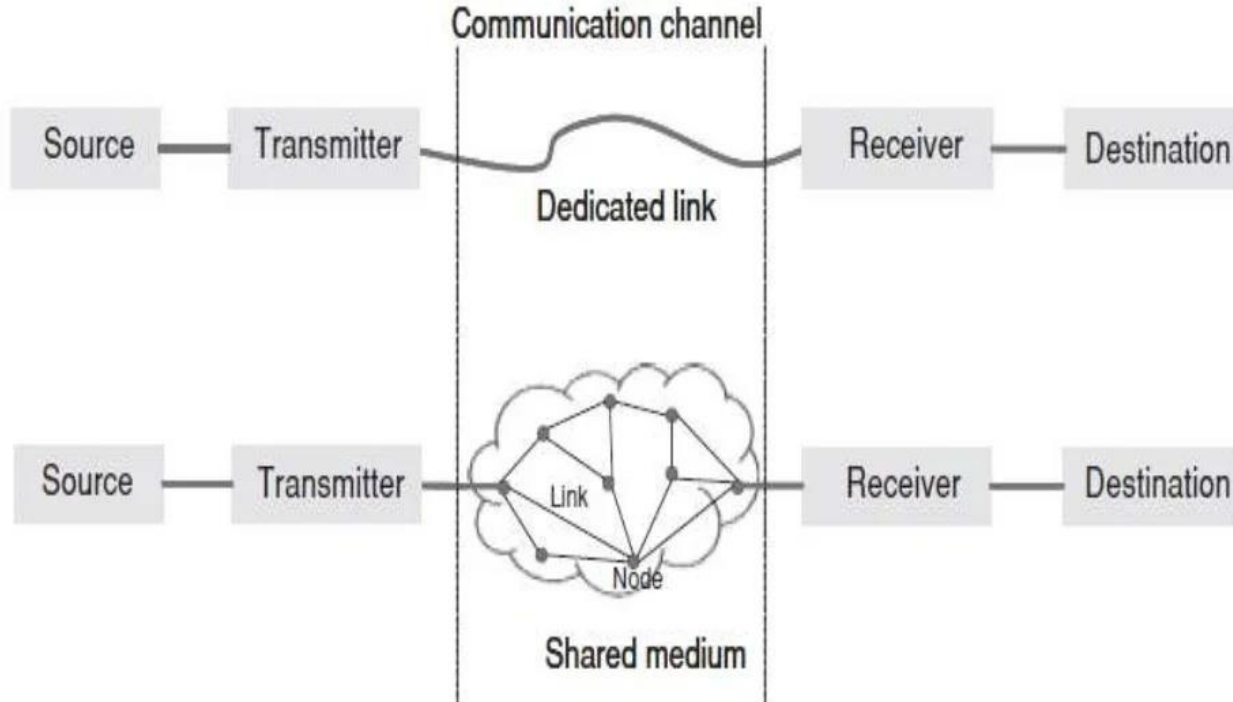 Communication channel
Source
Transmitter
Receiver
Destination
Dedicated link
Source
Transmitter
Link
Node
Receiver
Destination
Shared medium